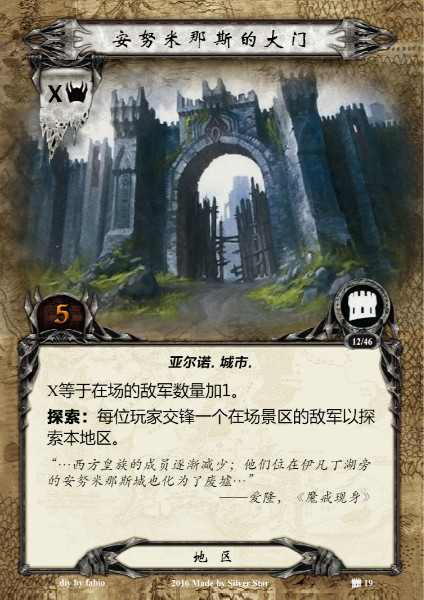 安努米那斯的大门
X
5
12/46
亚尔诺. 城市.
X等于在场的敌军数量加1。
探索：每位玩家交锋一个在场景区的敌军以探
索本地区。
“…西方皇族的成员逐渐减少；他们位在伊凡丁湖旁
的安努米那斯城也化为了废墟…”
——爱隆，《魔戒现身》
地 区
diy by fabio 2016 Made by Silver Star 19